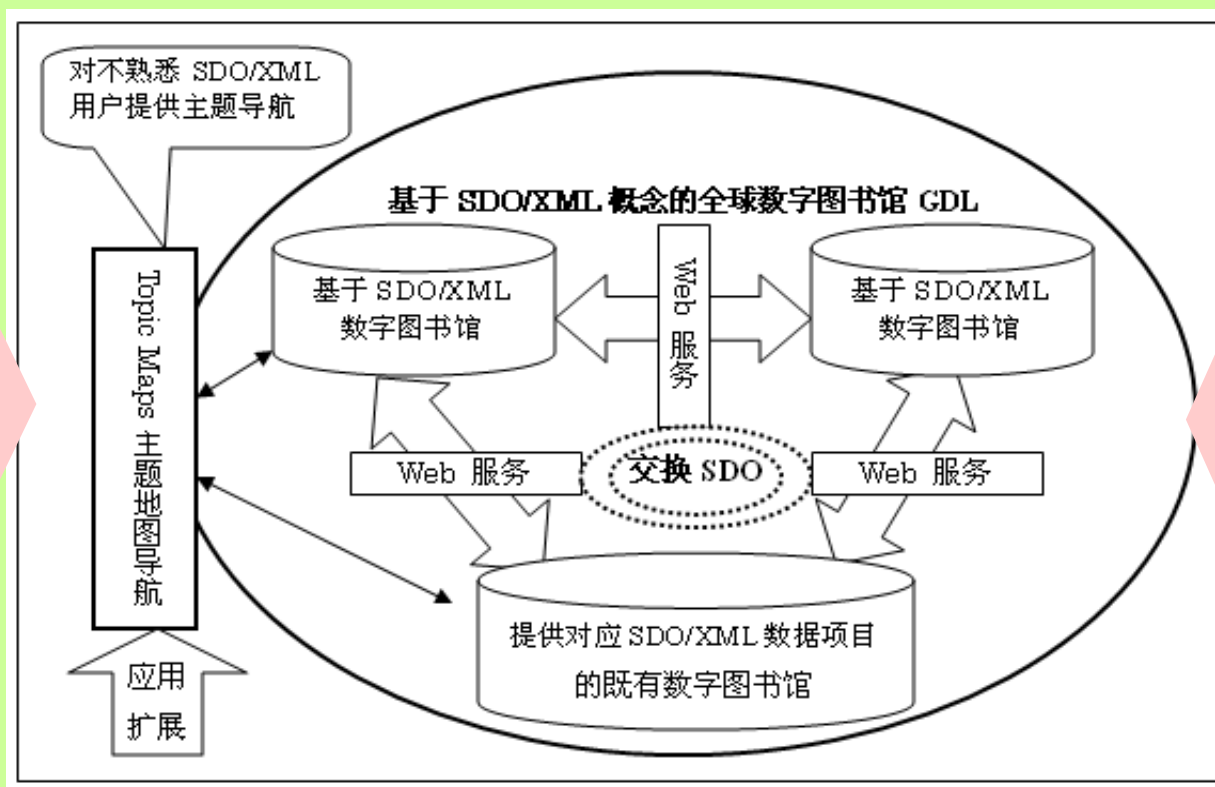 对不熟悉 SDO/XML
用户提供主题导航
基于 SDO/XML 概念的全球数字图书馆 GDL
基于 SDO/XML
数字图书馆
Web 服务
基于 SDO/XML
数字图书馆
Topic Maps 主题地图导航
Web 服务
交换 SDO
Web 服务
提供对应 SDO/XML 数据项目
的既有数字图书馆
应用
扩展